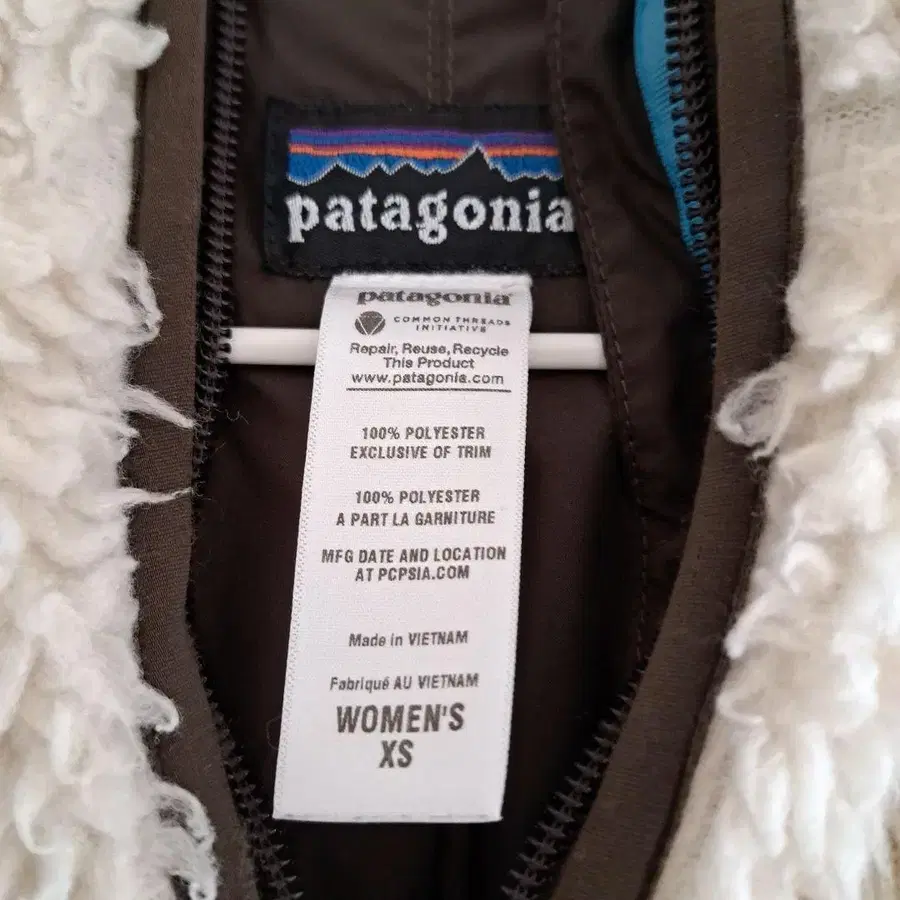 patagonia
patagonia
COMMON THREADS
INITIATIVE
Repair, Reuse, Recycle
This Product
www.patagonia.com
100% POLYESTER
EXCLUSIVE OF TRIM
100% POLYESTER
A PART LA GARNITURE
MFG DATE AND LOCATION
AT PCPSIA.COM
Made in VIETNAM
Fabriqué AU VIETNAM
WOMEN'S
XS